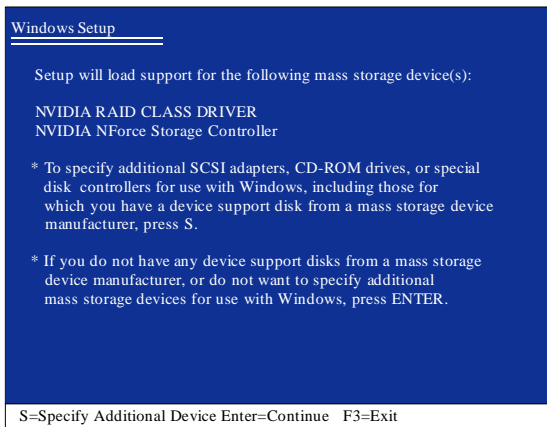 Windows Setup
Setup will load support for the following mass storage device(s):
NVIDIA RAID CLASS DRIVER
NVIDIA NForce Storage Controller
* To specify additional SCSI adapters, CD-ROM drives, or special
disk controllers for use with Windows, including those for
which you have a device support disk from a mass storage device
manufacturer, press S.
* If you do not have any device support disks from a mass storage
device manufacturer, or do not want to specify additional
mass storage devices for use with Windows, press ENTER.
S=Specify Additional Device Enter=Continue F3=Exit